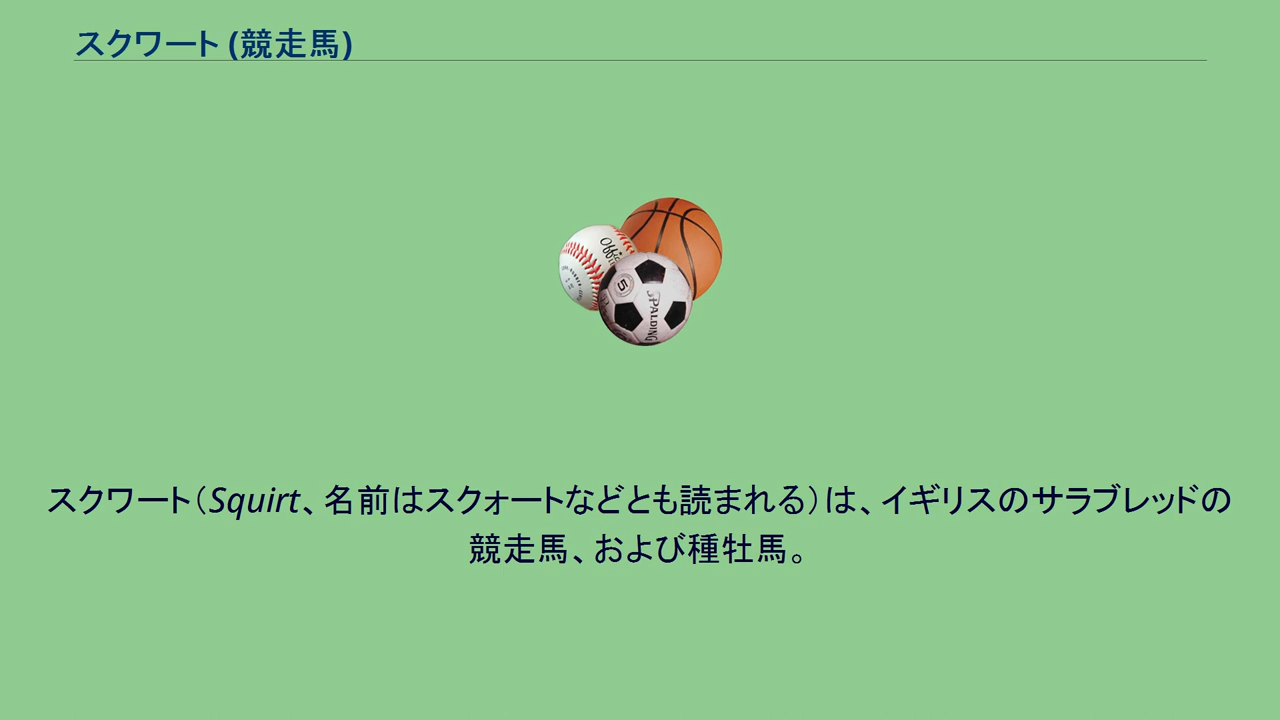 スクワート (競走馬)
Official
5
SPALDING
スクワート(Squirt、名前はスクォートなどとも読まれる)は、イギリスのサラブレッドの
競走馬、および種牡馬。